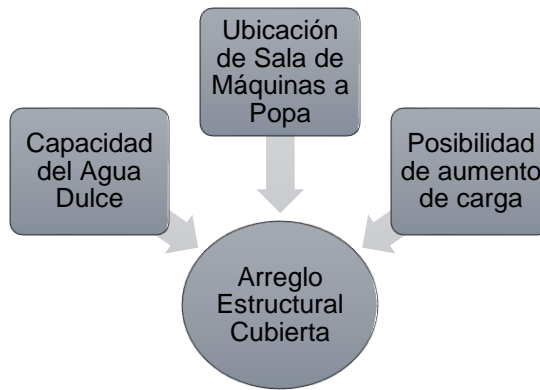 Ubicación
de Sala de
Máquinas a
Popa
Capacidad
del Agua
Dulce
Posibilidad
de aumento
de carga
Arreglo
Estructural
Cubierta